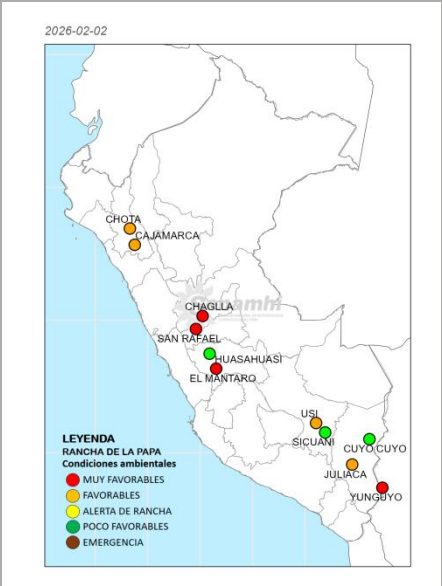 2026-02-02
CHOTA
CAJAMARCA
CHAGLLA
SAN RAFAEL
HUASAHUASI
EL MANTARO
USI
SICUANI
CUYO CUYO
JULIACA
YUNGUYO
LEYENDA
RANCHA DE LA PAPA
Condiciones ambientales
MUY FAVORABLES
FAVORABLES
ALERTA DE RANCHA
POCO FAVORABLES
EMERGENCIA